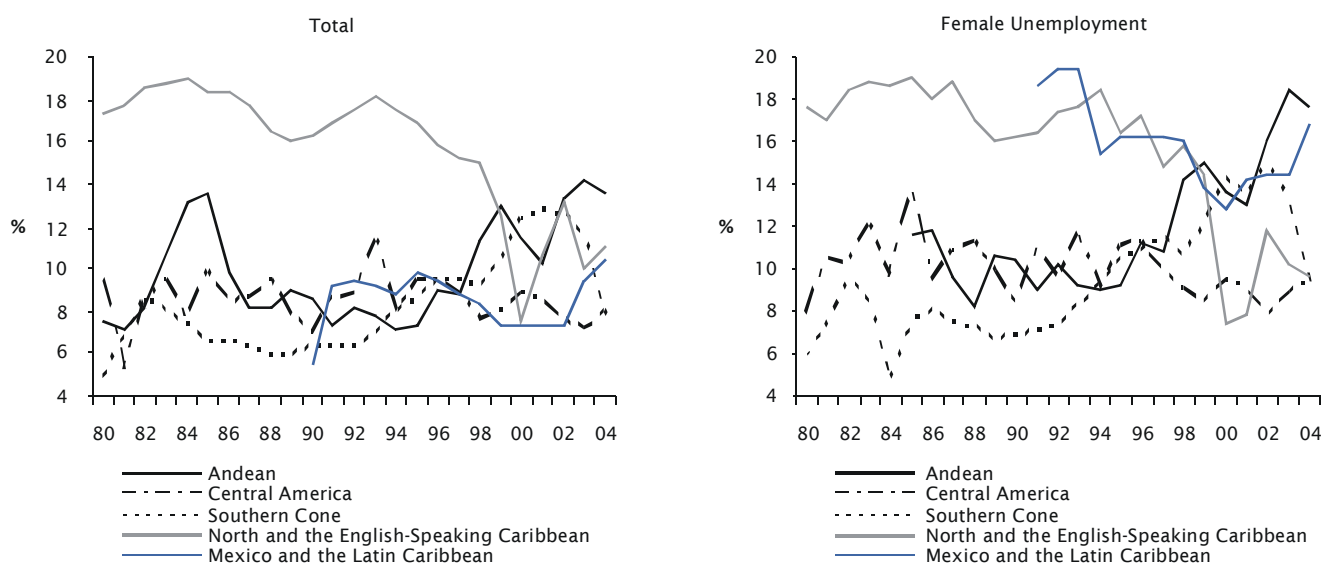 Total
20
18
16
14
12
10
8
6
4
%
80 82 84 86 88 90 92 94 96 98 00 02 04
Andean
Central America
Southern Cone
North and the English-Speaking Caribbean
Mexico and the Latin Caribbean
Female Unemployment
20
18
16
14
12
10
8
6
4
%
80 82 84 86 88 90 92 94 96 98 00 02 04
Andean
Central America
Southern Cone
North and the English-Speaking Caribbean
Mexico and the Latin Caribbean